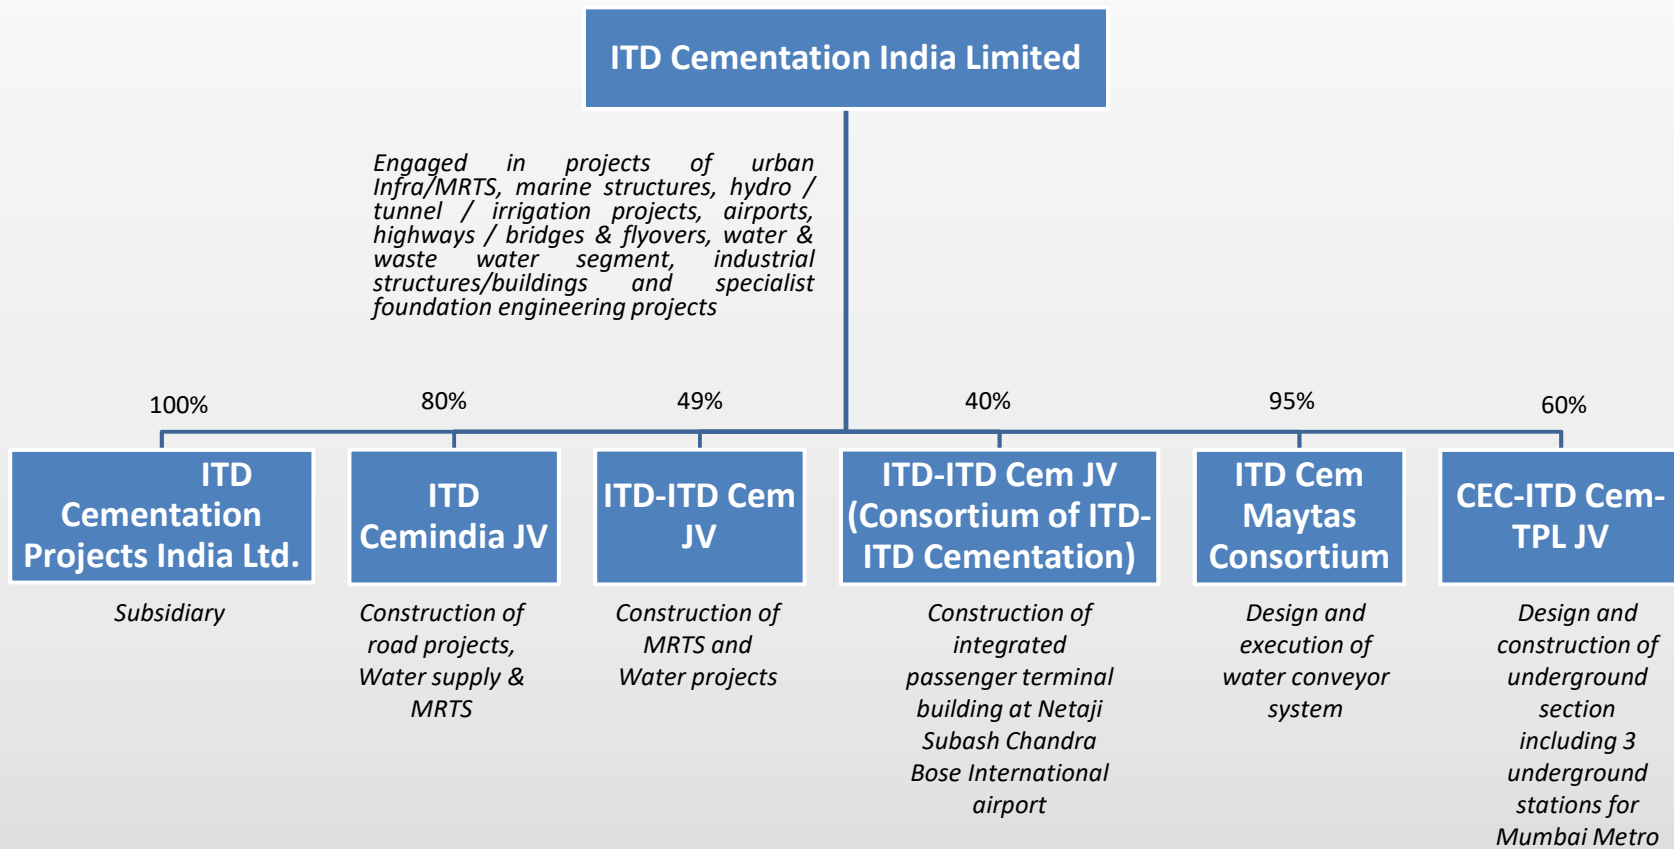 ITD Cementation India Limited
Engaged in projects of urban
Infra/MRTS, marine structures, hydro /
tunnel / irrigation projects, airports,
highways / bridges & flyovers, water &
waste water segment, industrial
structures/buildings and specialist
foundation engineering projects
100%
80%
49%
40%
95%
60%
ITD
Cementation
Projects India Ltd.
ITD
Cemindia JV
ITD-ITD Cem
JV
ITD-ITD Cem JV
(Consortium of ITD-
ITD Cementation)
ITD Cem
Maytas
Consortium
CEC-ITD Cem-
TPL JV
Subsidiary
Construction of
road projects,
Water supply &
MRTS
Construction of
MRTS and
Water projects
Construction of
integrated
passenger terminal
building at Netaji
Subash Chandra
Bose International
airport
Design and
execution of
water conveyor
system
Design and
construction of
underground
section
including 3
underground
stations for
Mumbai Metro